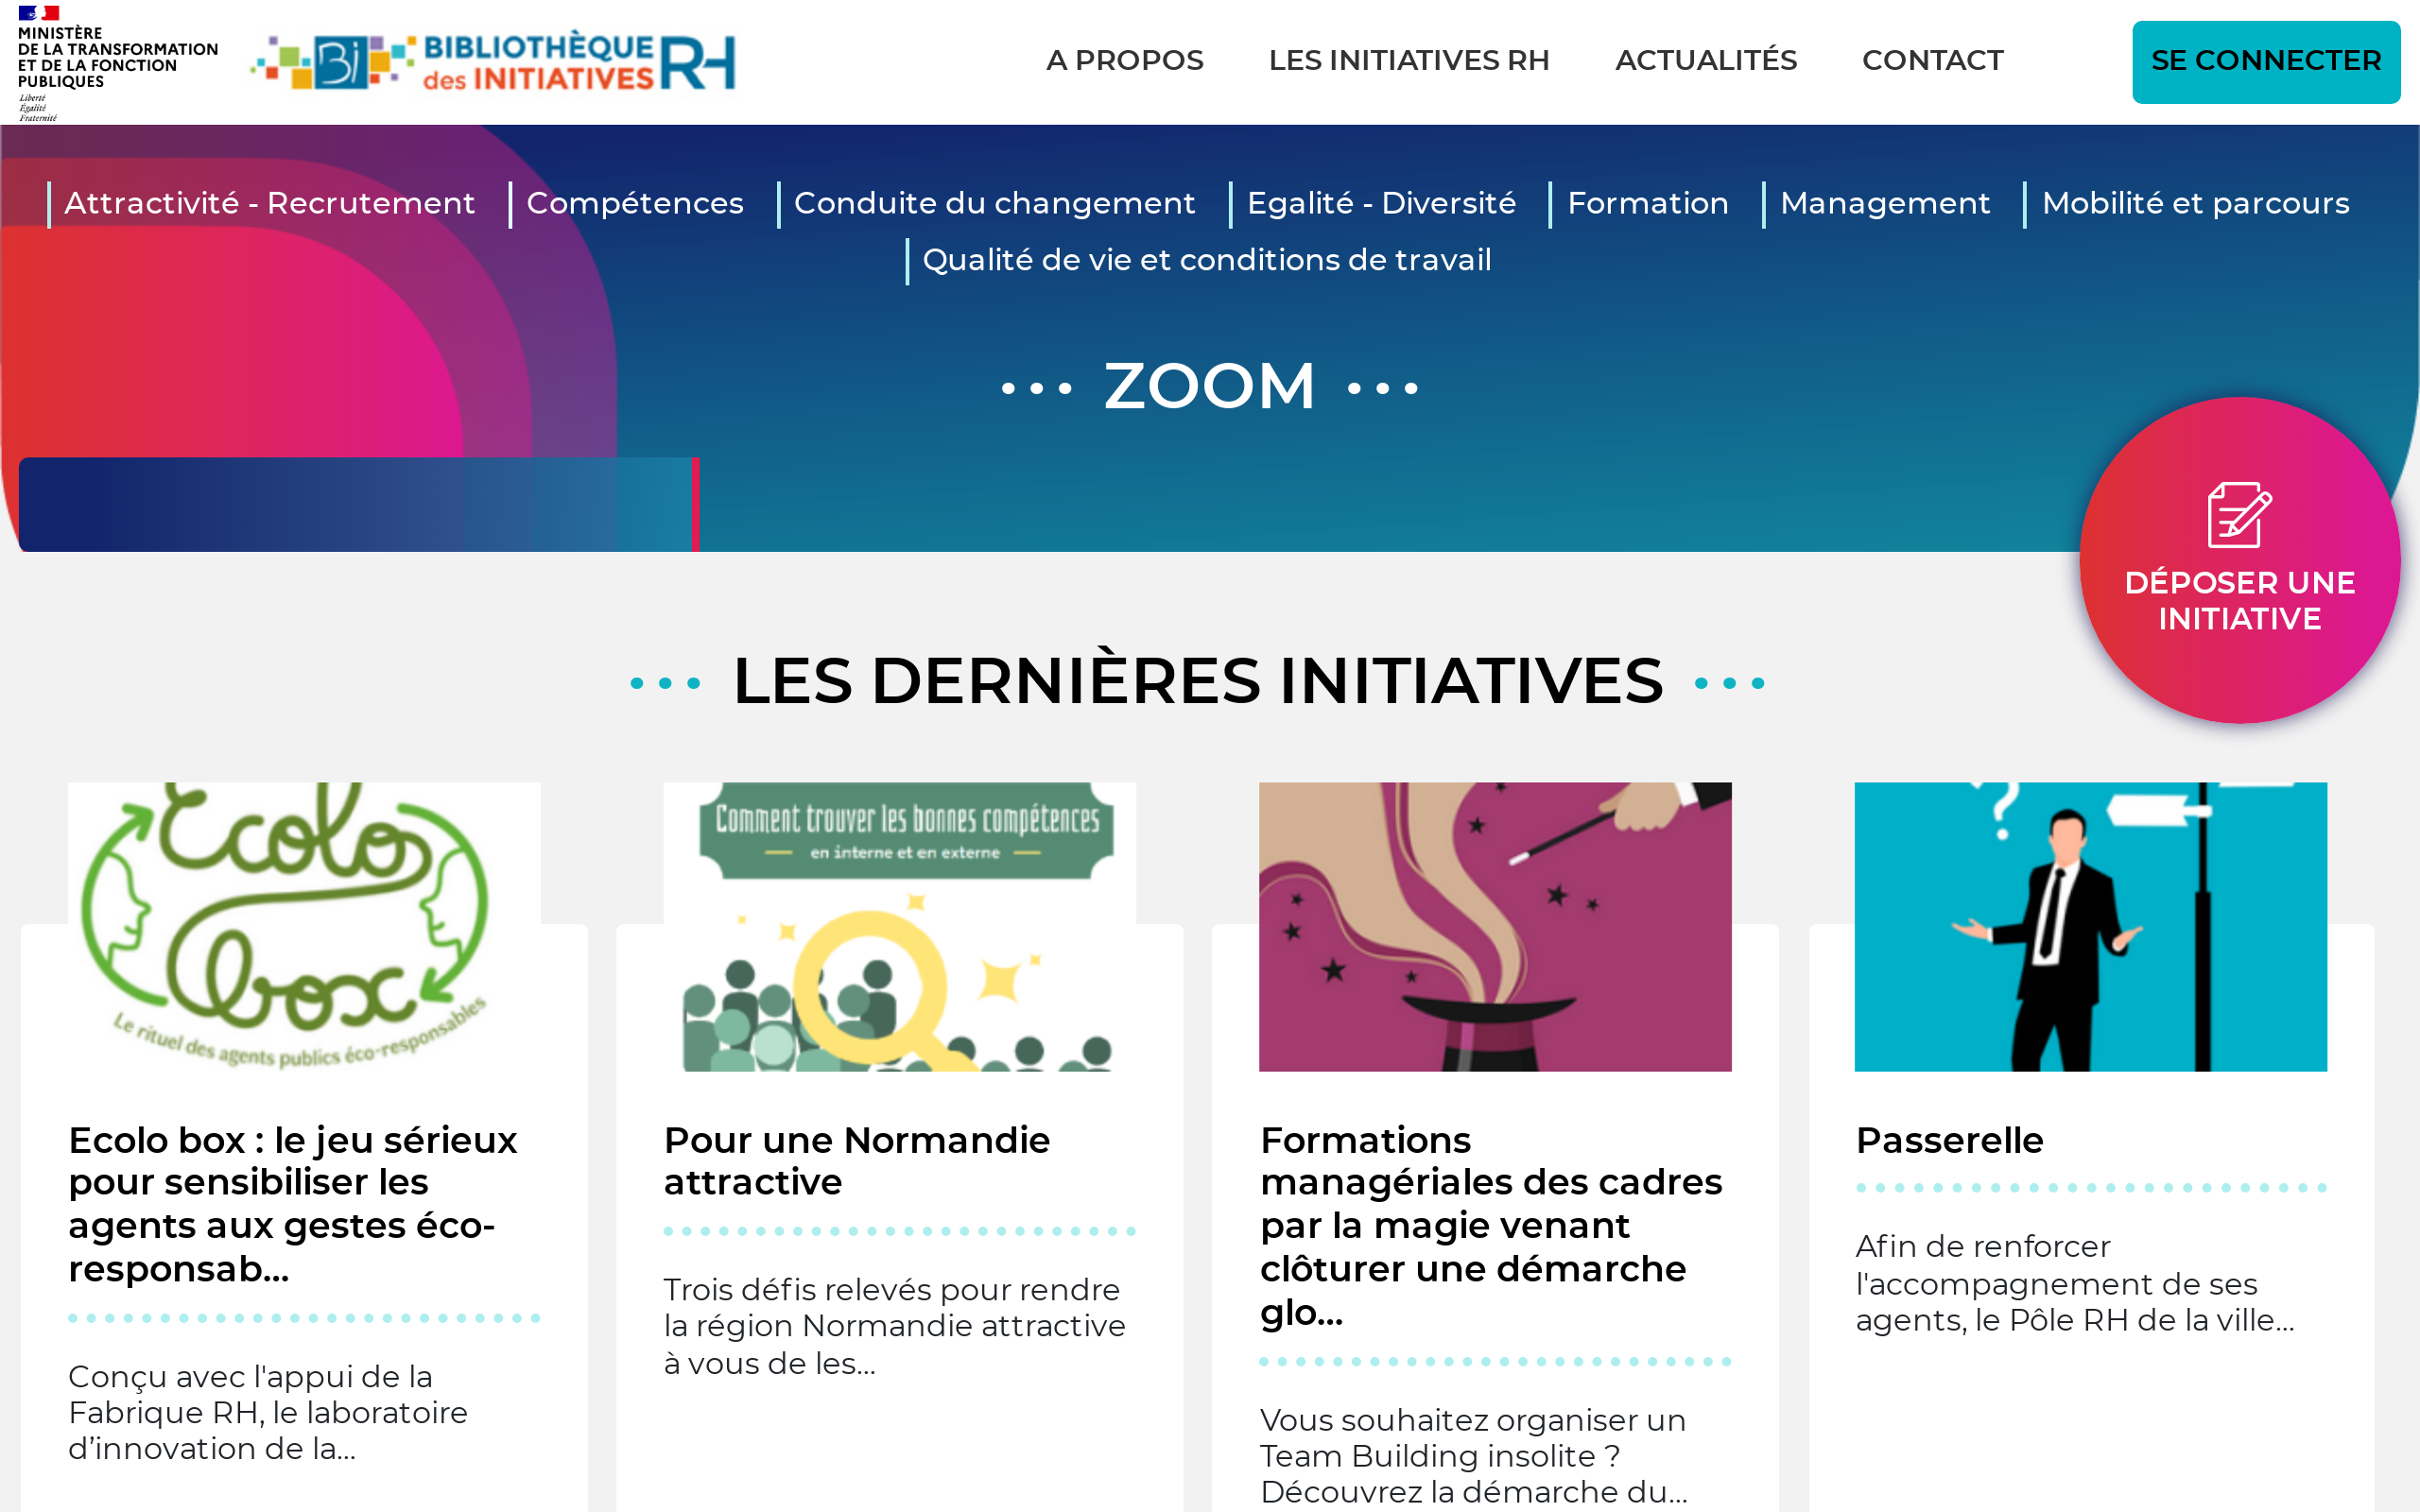 MINISTÈRE
DE LA TRANSFORMATION
ET DE LA FONCTION
PUBLIQUES
Liberté
Égalité
Fraternité
Bi
BIBLIOTHÈQUE
des INITIATIVES
RH
A PROPOS
LES INITIATIVES RH
ACTUALITÉS
CONTACT
SE CONNECTER
Attractivité - Recrutement
Compétences
Conduite du changement
Egalité - Diversité
Formation
Management
Mobilité et parcours
Qualité de vie et conditions de travail
ZOOM
DÉPOSER UNE
INITIATIVE
LES DERNIÈRES INITIATIVES
Ecolo
box
Le rituel des agents publics éco-responsables
Ecolo box : le jeu sérieux
pour sensibiliser les
agents aux gestes éco-
responsab...
Conçu avec l'appui de la
Fabrique RH, le laboratoire
d’innovation de la...
Comment trouver les bonnes compétences
en interne et en externe
Pour une Normandie
attractive
Trois défis relevés pour rendre
la région Normandie attractive
à vous de les...
Formations
managériales des cadres
par la magie venant
clôturer une démarche
glo...
Vous souhaitez organiser un
Team Building insolite ?
Découvrez la démarche du...
?
Passerelle
Afin de renforcer
l'accompagnement de ses
agents, le Pôle RH de la ville...